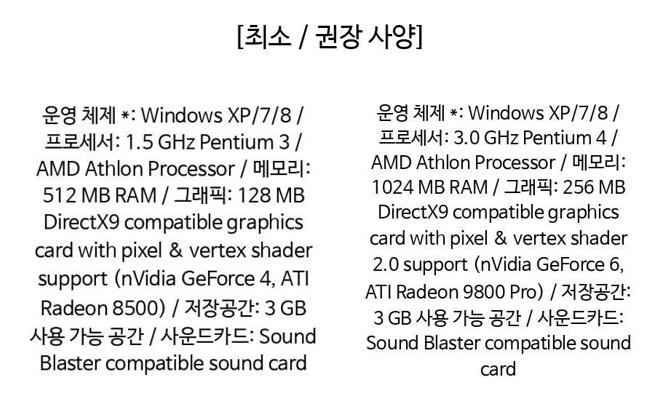 [최소 / 권장 사양]
운영 체제 *: Windows XP/7/8 /
프로세서: 1.5 GHz Pentium 3 /
AMD Athlon Processor / 메모리:
512 MB RAM / 그래픽: 128 MB
DirectX9 compatible graphics
card with pixel & vertex shader
support (nVidia GeForce 4, ATI
Radeon 8500) / 저장공간: 3 GB
사용 가능 공간 / 사운드카드: Sound
Blaster compatible sound card
운영 체제 *: Windows XP/7/8 /
프로세서: 3.0 GHz Pentium 4 /
AMD Athlon Processor / 메모리:
1024 MB RAM / 그래픽: 256 MB
DirectX9 compatible graphics
card with pixel & vertex shader
2.0 support (nVidia GeForce 6,
ATI Radeon 9800 Pro) / 저장공간:
3 GB 사용 가능 공간 / 사운드카드:
Sound Blaster compatible sound
card